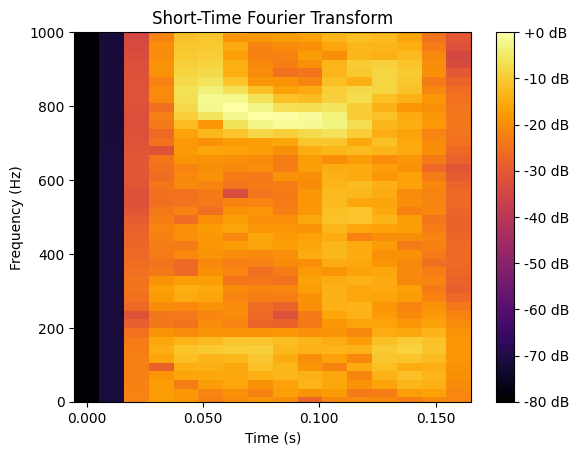 Short-Time Fourier Transform
1000
800
600
400
200
0
Frequency (Hz)
0.000
0.050
0.100
0.150
Time (s)
+0 dB
-10 dB
-20 dB
-30 dB
-40 dB
-50 dB
-60 dB
-70 dB
-80 dB